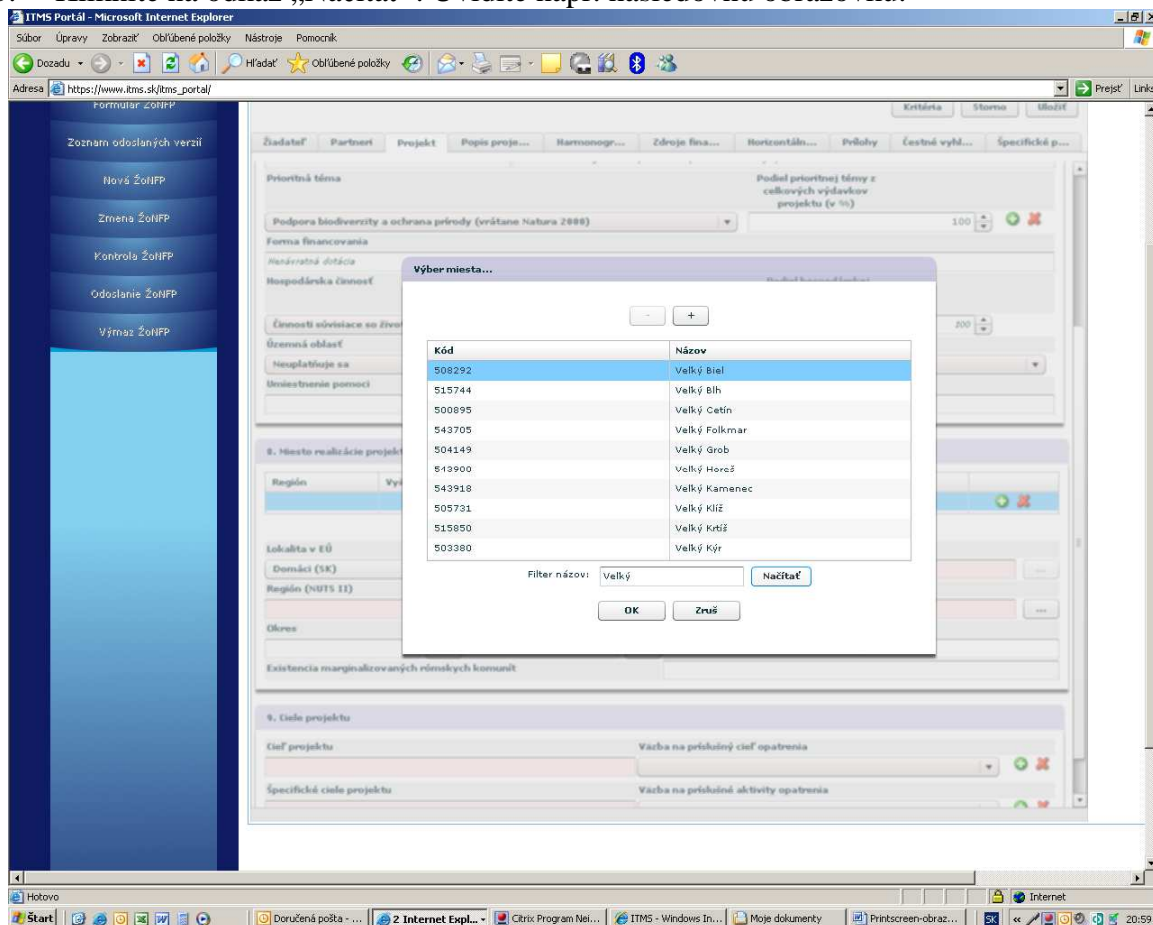 ITMS Portál - Microsoft Internet Explorer
Súbor Úpravy Zobraziť Obľúbené položky Nástroje Pomocník
Dozadu Hľadať Obľúbené položky
Adresa https://www.itms.sk/itms_portal/ Prejsť Links
Formulár ŽoNFP
Kritéria Storno Uložiť
Zoznam odoslaných verzií
Žiadateľ Partneri Projekt Popis proje... Harmonogr... Zdroje fina... Horizontáln... Prílohy Čestné vyhl... Špecifické p...
Nová ŽoNFP
Zmena ŽoNFP
Kontrola ŽoNFP
Odoslanie ŽoNFP
Výmaz ŽoNFP
Prioritná téma
Podiel prioritnej témy z
celkových výdavkov
projektu (v %)
Podpora biodiverzity a ochrana prírody (vrátane Natura 2000) 100
Forma financovania
Nenávratná dotácia
Hospodárska činnosť
Činnosti súvisiace so život
Územná oblasť
Neuplatňuje sa
Umiestnenie pomoci
Výber miesta...
- +
Kód Názov
508292 Veľký Biel
515744 Veľký Blh
500895 Veľký Cetín
543705 Veľký Folkmar
504149 Veľký Grob
543900 Veľký Horeš
543918 Veľký Kamenec
505731 Veľký Klíž
515850 Veľký Krtíš
503380 Veľký Kýr
Filter názov: Veľký Načítať
OK Zruš
8. Miesto realizácie projekt
Región
Lokalita v EÚ
Domáci (SK)
Región (NUTS II)
Okres
Existencia marginalizovaných rómskych komunít
9. Ciele projektu
Cieľ projektu Väzba na príslušný cieľ opatrenia
Špecifické ciele projektu Väzba na príslušné aktivity opatrenia
Hotovo Internet
Štart Doručená pošta - ... 2 Internet Expl... Citrix Program Nei... ITMS - Windows In... Moje dokumenty Printscreen-obraz... SK 20:59